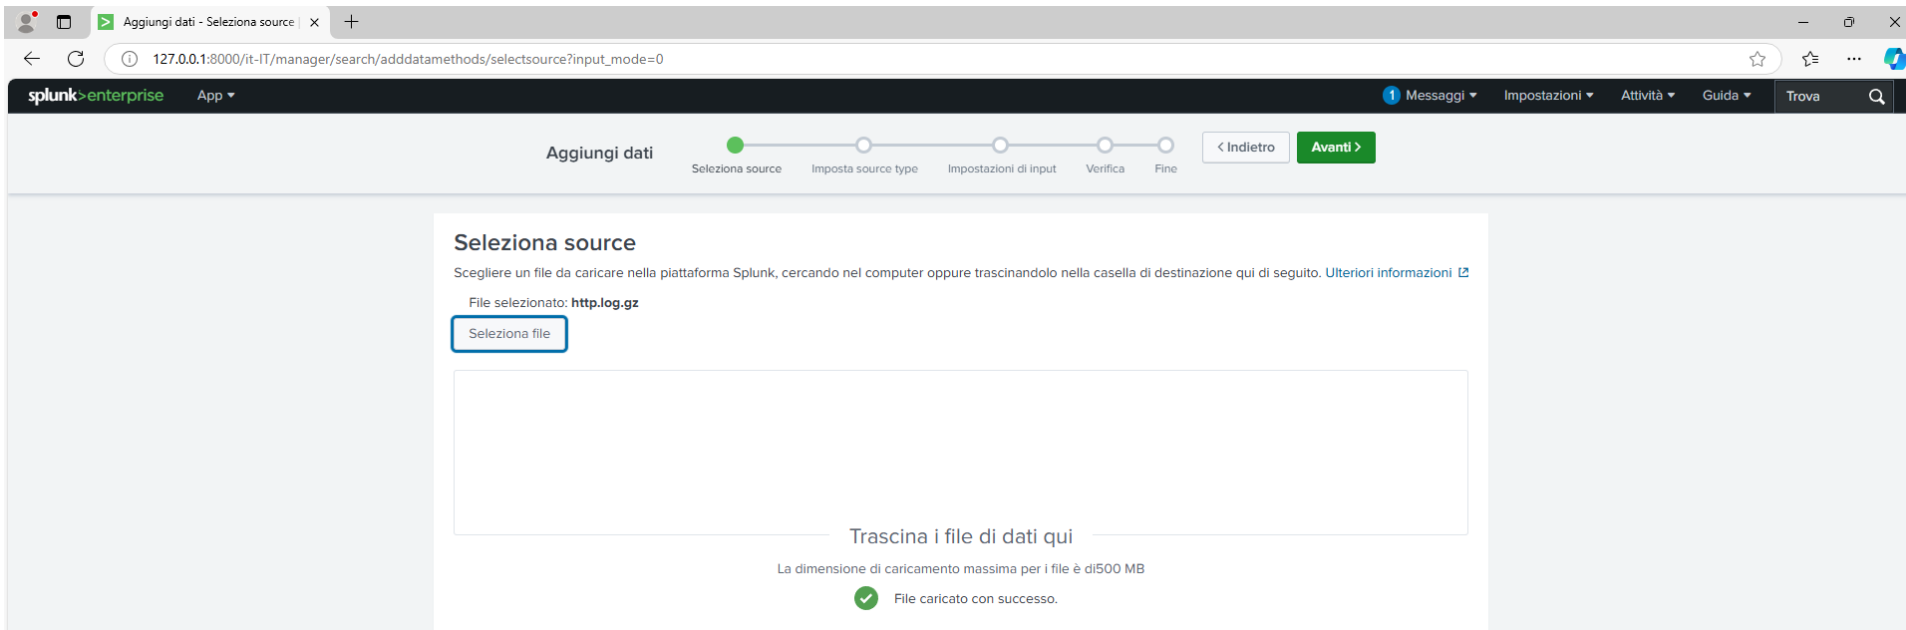 Aggiungi dati - Seleziona source |
127.0.0.1:8000/it-IT/manager/search/adddatamethods/selectsource?input_mode=0
splunk>enterprise App ▾ 1 Messaggi ▾ Impostazioni ▾ Attività ▾ Guida ▾ Trova
Aggiungi dati
Seleziona source Imposta source type Impostazioni di input Verifica Fine
< Indietro Avanti >
Seleziona source
Scegliere un file da caricare nella piattaforma Splunk, cercando nel computer oppure trascinandolo nella casella di destinazione qui di seguito. Ulteriori informazioni
File selezionato: http.log.gz
Seleziona file
Trascina i file di dati qui
La dimensione di caricamento massima per i file è di500 MB
File caricato con successo.